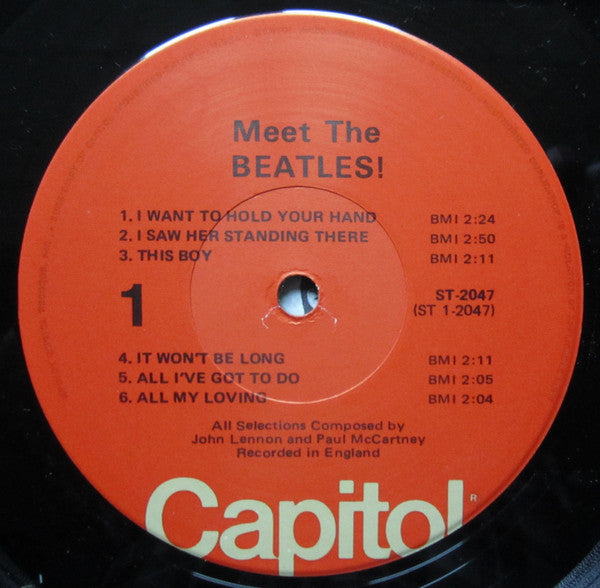 Meet The
BEATLES!
1. I WANT TO HOLD YOUR HAND BMI 2:24
2. I SAW HER STANDING THERE BMI 2:50
3. THIS BOY BMI 2:11
1
ST-2047
(ST 1-2047)
4. IT WON'T BE LONG BMI 2:11
5. ALL I'VE GOT TO DO BMI 2:05
6. ALL MY LOVING BMI 2:04
All Selections Composed by
John Lennon and Paul McCartney
Recorded in England
Capitol®